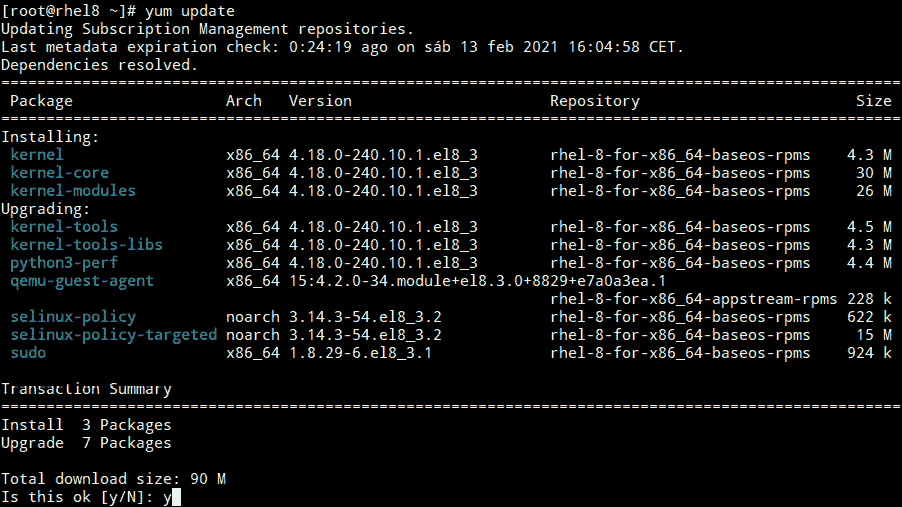 [root@rhel8 ~]# yum update
Updating Subscription Management repositories.
Last metadata expiration check: 0:24:19 ago on sáb 13 feb 2021 16:04:58 CET.
Dependencies resolved.
====================================================================================================
 Package                 Arch   Version                      Repository                        Size
====================================================================================================
Installing:
 kernel                  x86_64 4.18.0-240.10.1.el8_3        rhel-8-for-x86_64-baseos-rpms    4.3 M
 kernel-core             x86_64 4.18.0-240.10.1.el8_3        rhel-8-for-x86_64-baseos-rpms     30 M
 kernel-modules          x86_64 4.18.0-240.10.1.el8_3        rhel-8-for-x86_64-baseos-rpms     26 M
Upgrading:
 kernel-tools            x86_64 4.18.0-240.10.1.el8_3        rhel-8-for-x86_64-baseos-rpms    4.5 M
 kernel-tools-libs       x86_64 4.18.0-240.10.1.el8_3        rhel-8-for-x86_64-baseos-rpms    4.3 M
 python3-perf            x86_64 4.18.0-240.10.1.el8_3        rhel-8-for-x86_64-baseos-rpms    4.4 M
 qemu-guest-agent        x86_64 15:4.2.0-34.module+el8.3.0+8829+e7a0a3ea.1
                                                             rhel-8-for-x86_64-appstream-rpms 228 k
 selinux-policy          noarch 3.14.3-54.el8_3.2            rhel-8-for-x86_64-baseos-rpms    622 k
 selinux-policy-targeted noarch 3.14.3-54.el8_3.2            rhel-8-for-x86_64-baseos-rpms     15 M
 sudo                    x86_64 1.8.29-6.el8_3.1             rhel-8-for-x86_64-baseos-rpms    924 k

Transaction Summary
====================================================================================================
Install  3 Packages
Upgrade  7 Packages

Total download size: 90 M
Is this ok [y/N]: y